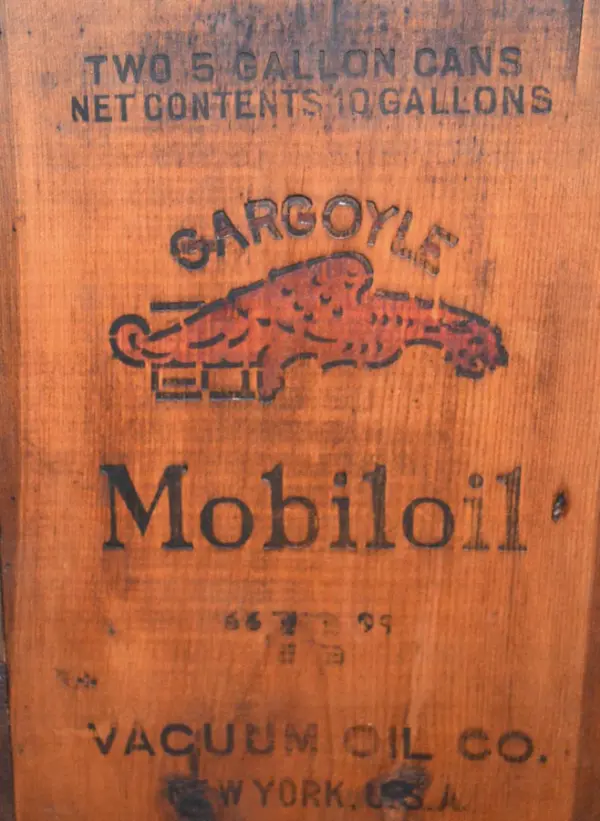 TWO 5 GALLON CANS
NET CONTENTS 10 GALLONS
GARGOYLE
Mobiloil
VACUUM OIL CO.
NEW YORK, U.S.A.